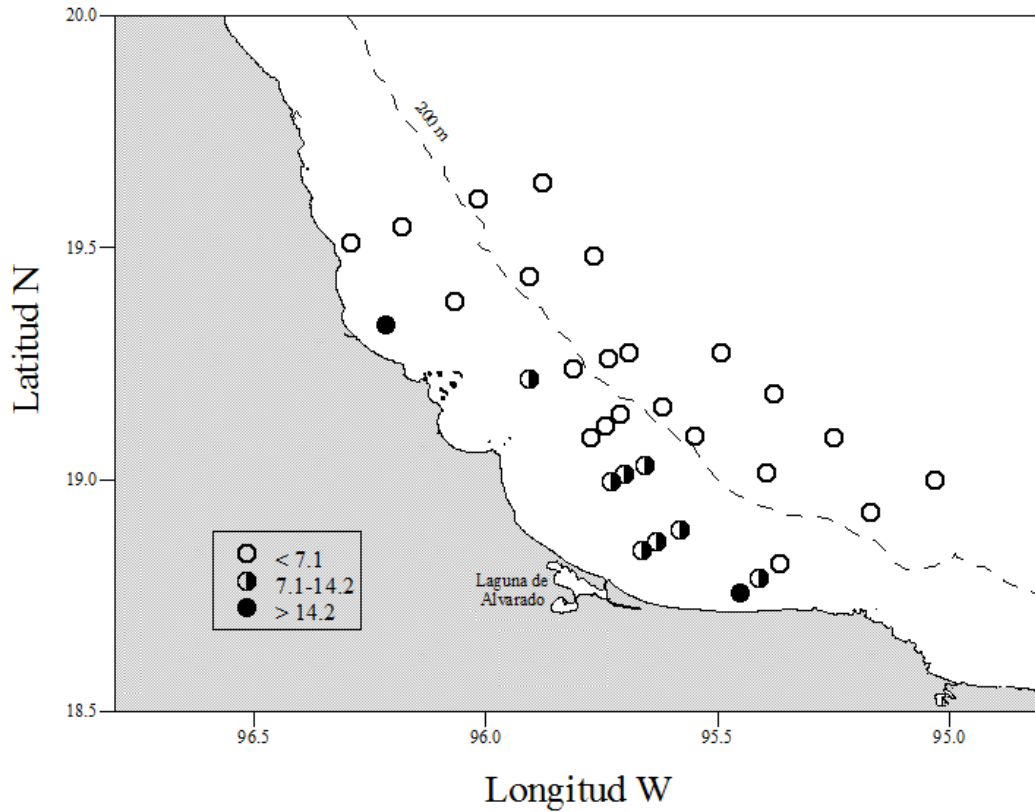 20.0
200 m
19.5
Latitud N
19.0
< 7.1
7.1-14.2
> 14.2
Laguna de
Alvarado
18.5
96.5
96.0
95.5
95.0
Longitud W